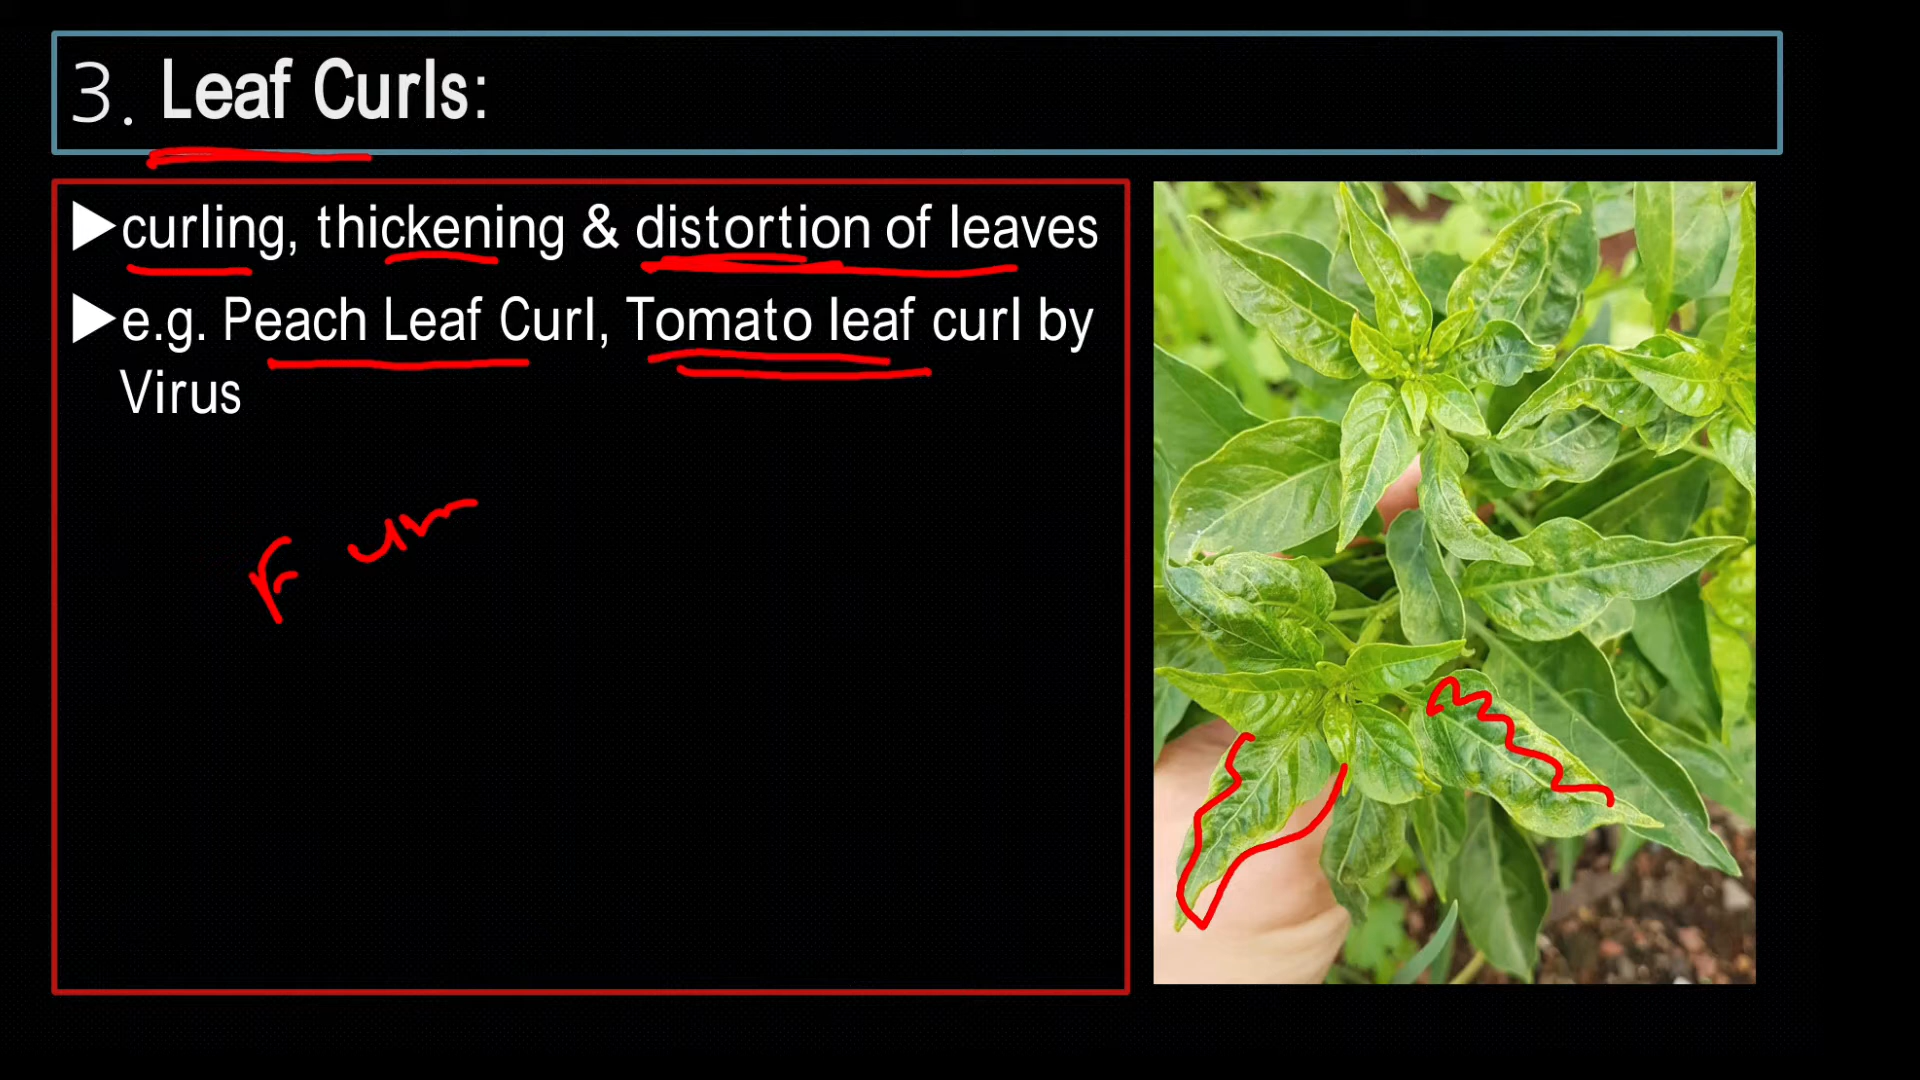 3. Leaf Curls:
▶curling, thickening & distortion of leaves
▶e.g. Peach Leaf Curl, Tomato leaf curl by
Virus